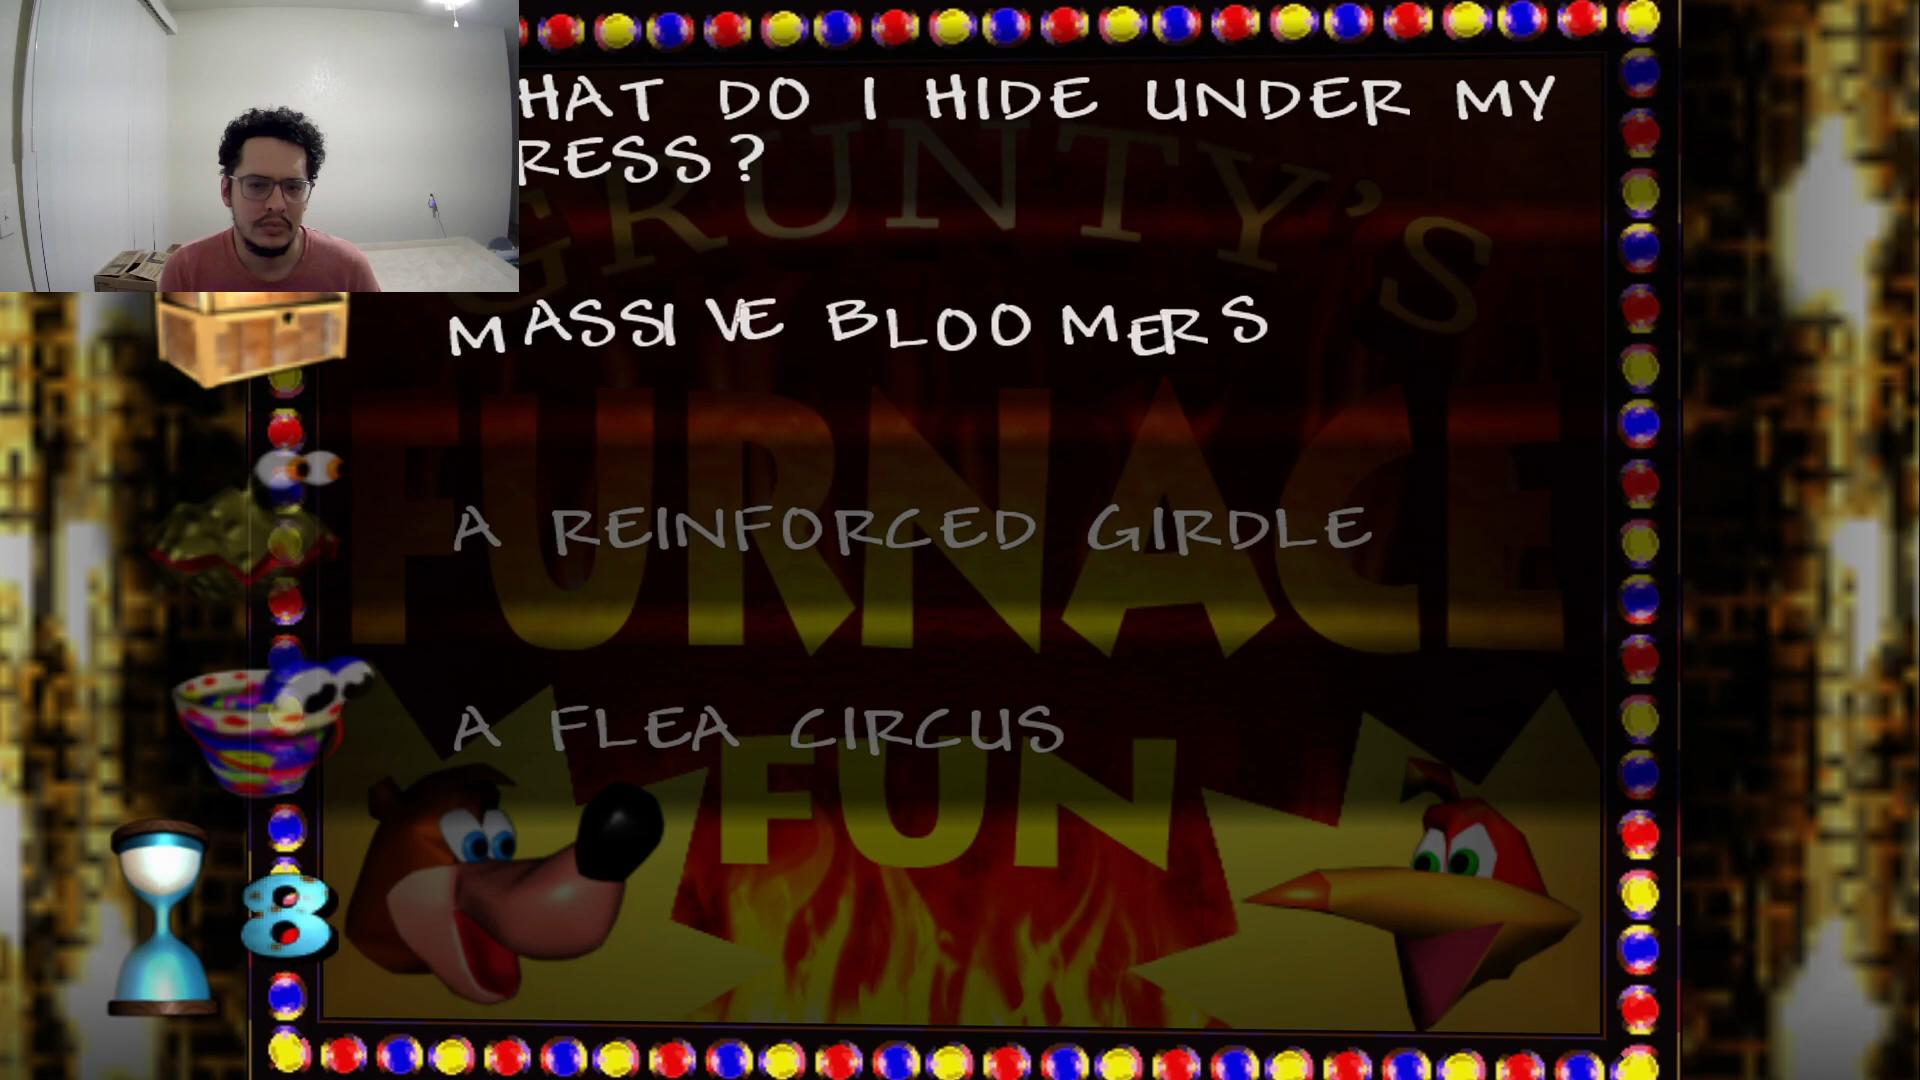 HAT DO I HIDE UNDER MY
RESS?
GRUNTY'S
MASSIVE BLOOMERS
FURNACE
A REINFORCED GIRDLE
A FLEA CIRCUS
FUN
8